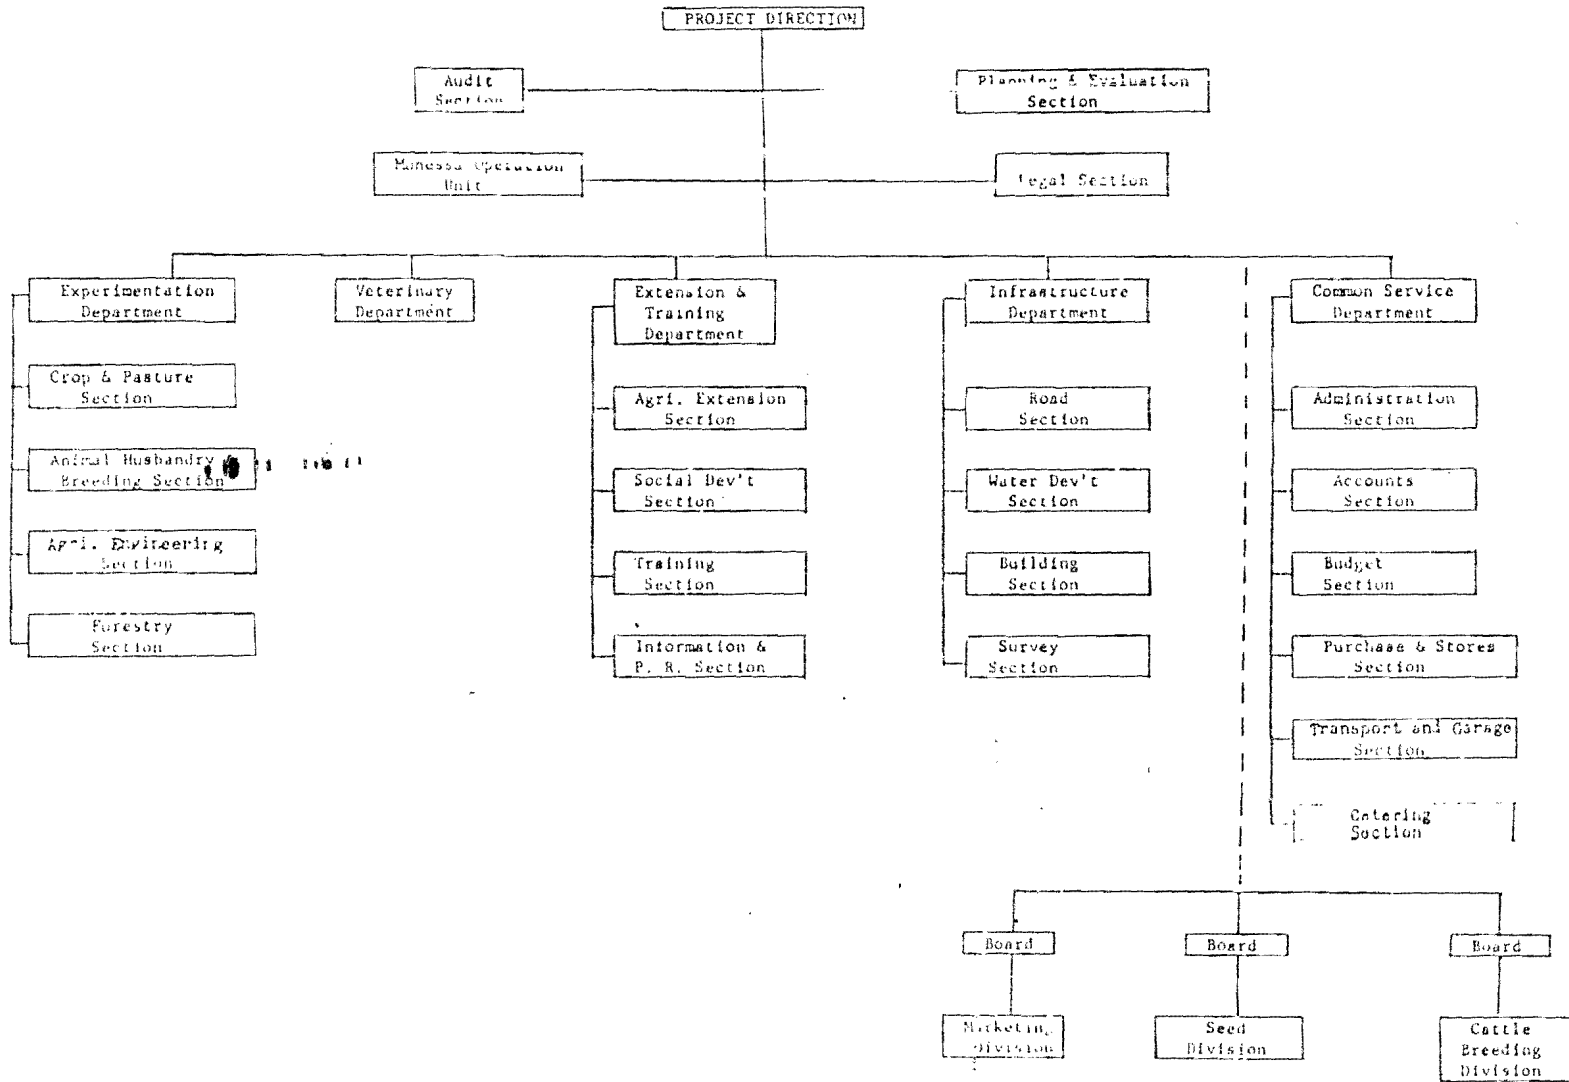 PROJECT DIRECTION
Audit
Section
Planning & Evaluation
Section
Munessa Operation
Unit
Legal Section
Experimentation
Department
Veterinary
Department
Extension &
Training
Department
Infrastructure
Department
Common Service
Department
Crop & Pasture
Section
Agri. Extension
Section
Road
Section
Administration
Section
Animal Husbandry &
Breeding Section
Social Dev't
Section
Water Dev't
Section
Accounts
Section
Agri. Engineering
Section
Training
Section
Building
Section
Budget
Section
Forestry
Section
Information &
P. R. Section
Survey
Section
Purchase & Stores
Section
Transport and Garage
Section
Catering
Section
Board
Board
Board
Marketing
Division
Seed
Division
Cattle
Breeding
Division